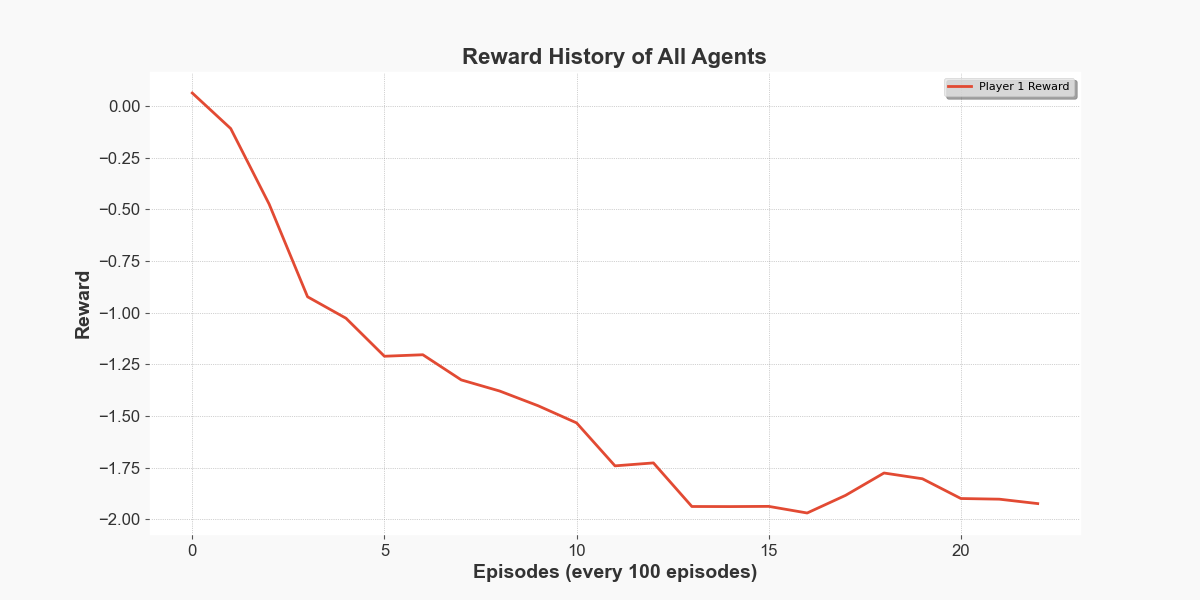 Reward History of All Agents
Player 1 Reward
0.00
−0.25
−0.50
−0.75
−1.00
−1.25
−1.50
−1.75
−2.00
Reward
0 5 10 15 20
Episodes (every 100 episodes)